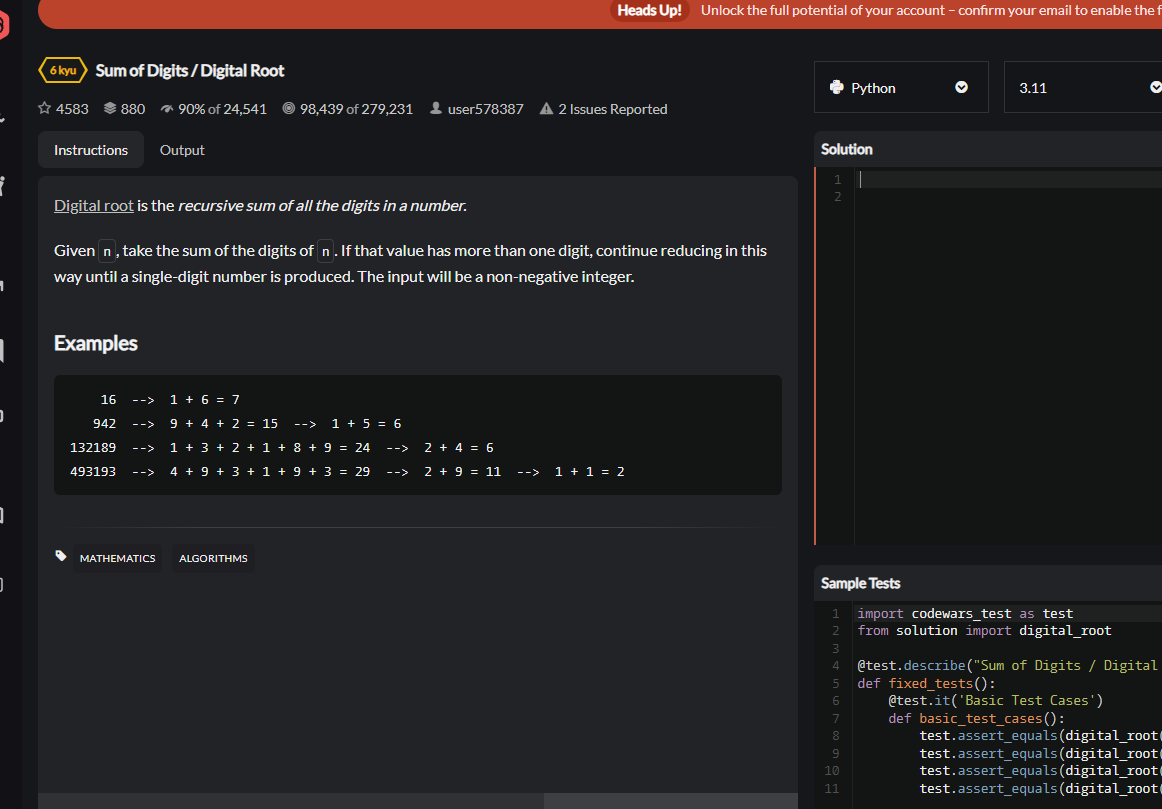 Heads Up! Unlock the full potential of your account – confirm your email to enable the f
6 kyu Sum of Digits / Digital Root
4583 880 90% of 24,541 98,439 of 279,231 user578387 2 Issues Reported
Instructions Output
Digital root is the recursive sum of all the digits in a number.
Given n, take the sum of the digits of n. If that value has more than one digit, continue reducing in this
way until a single-digit number is produced. The input will be a non-negative integer.
Examples
16 --> 1 + 6 = 7
942 --> 9 + 4 + 2 = 15 --> 1 + 5 = 6
132189 --> 1 + 3 + 2 + 1 + 8 + 9 = 24 --> 2 + 4 = 6
493193 --> 4 + 9 + 3 + 1 + 9 + 3 = 29 --> 2 + 9 = 11 --> 1 + 1 = 2
MATHEMATICS ALGORITHMS
Python 3.11
Solution
1
2
Sample Tests
1 import codewars_test as test
2 from solution import digital_root
3
4 @test.describe("Sum of Digits / Digital
5 def fixed_tests():
6 @test.it('Basic Test Cases')
7 def basic_test_cases():
8 test.assert_equals(digital_root(
9 test.assert_equals(digital_root(
10 test.assert_equals(digital_root(
11 test.assert_equals(digital_root(